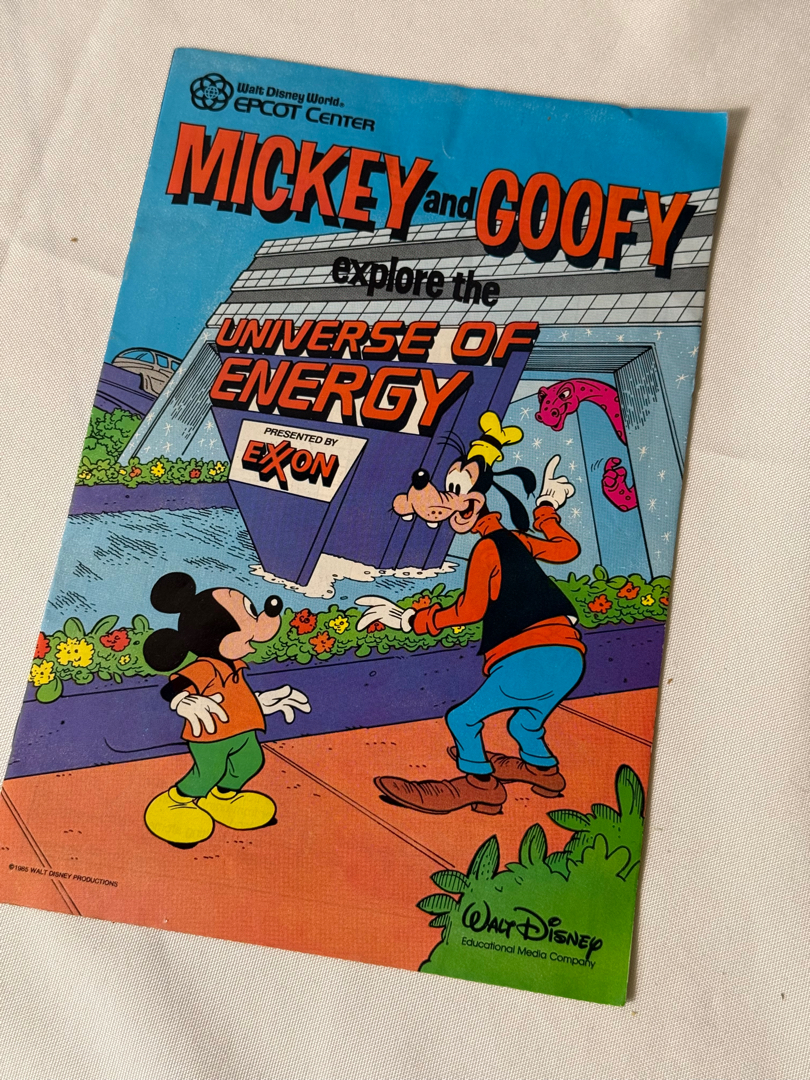 Walt Disney World®
EPCOT CENTER
MICKEY and GOOFY
explore the
UNIVERSE OF
ENERGY
PRESENTED BY
EXXON
©1985 WALT DISNEY PRODUCTIONS
WALT DISNEY
Educational Media Company